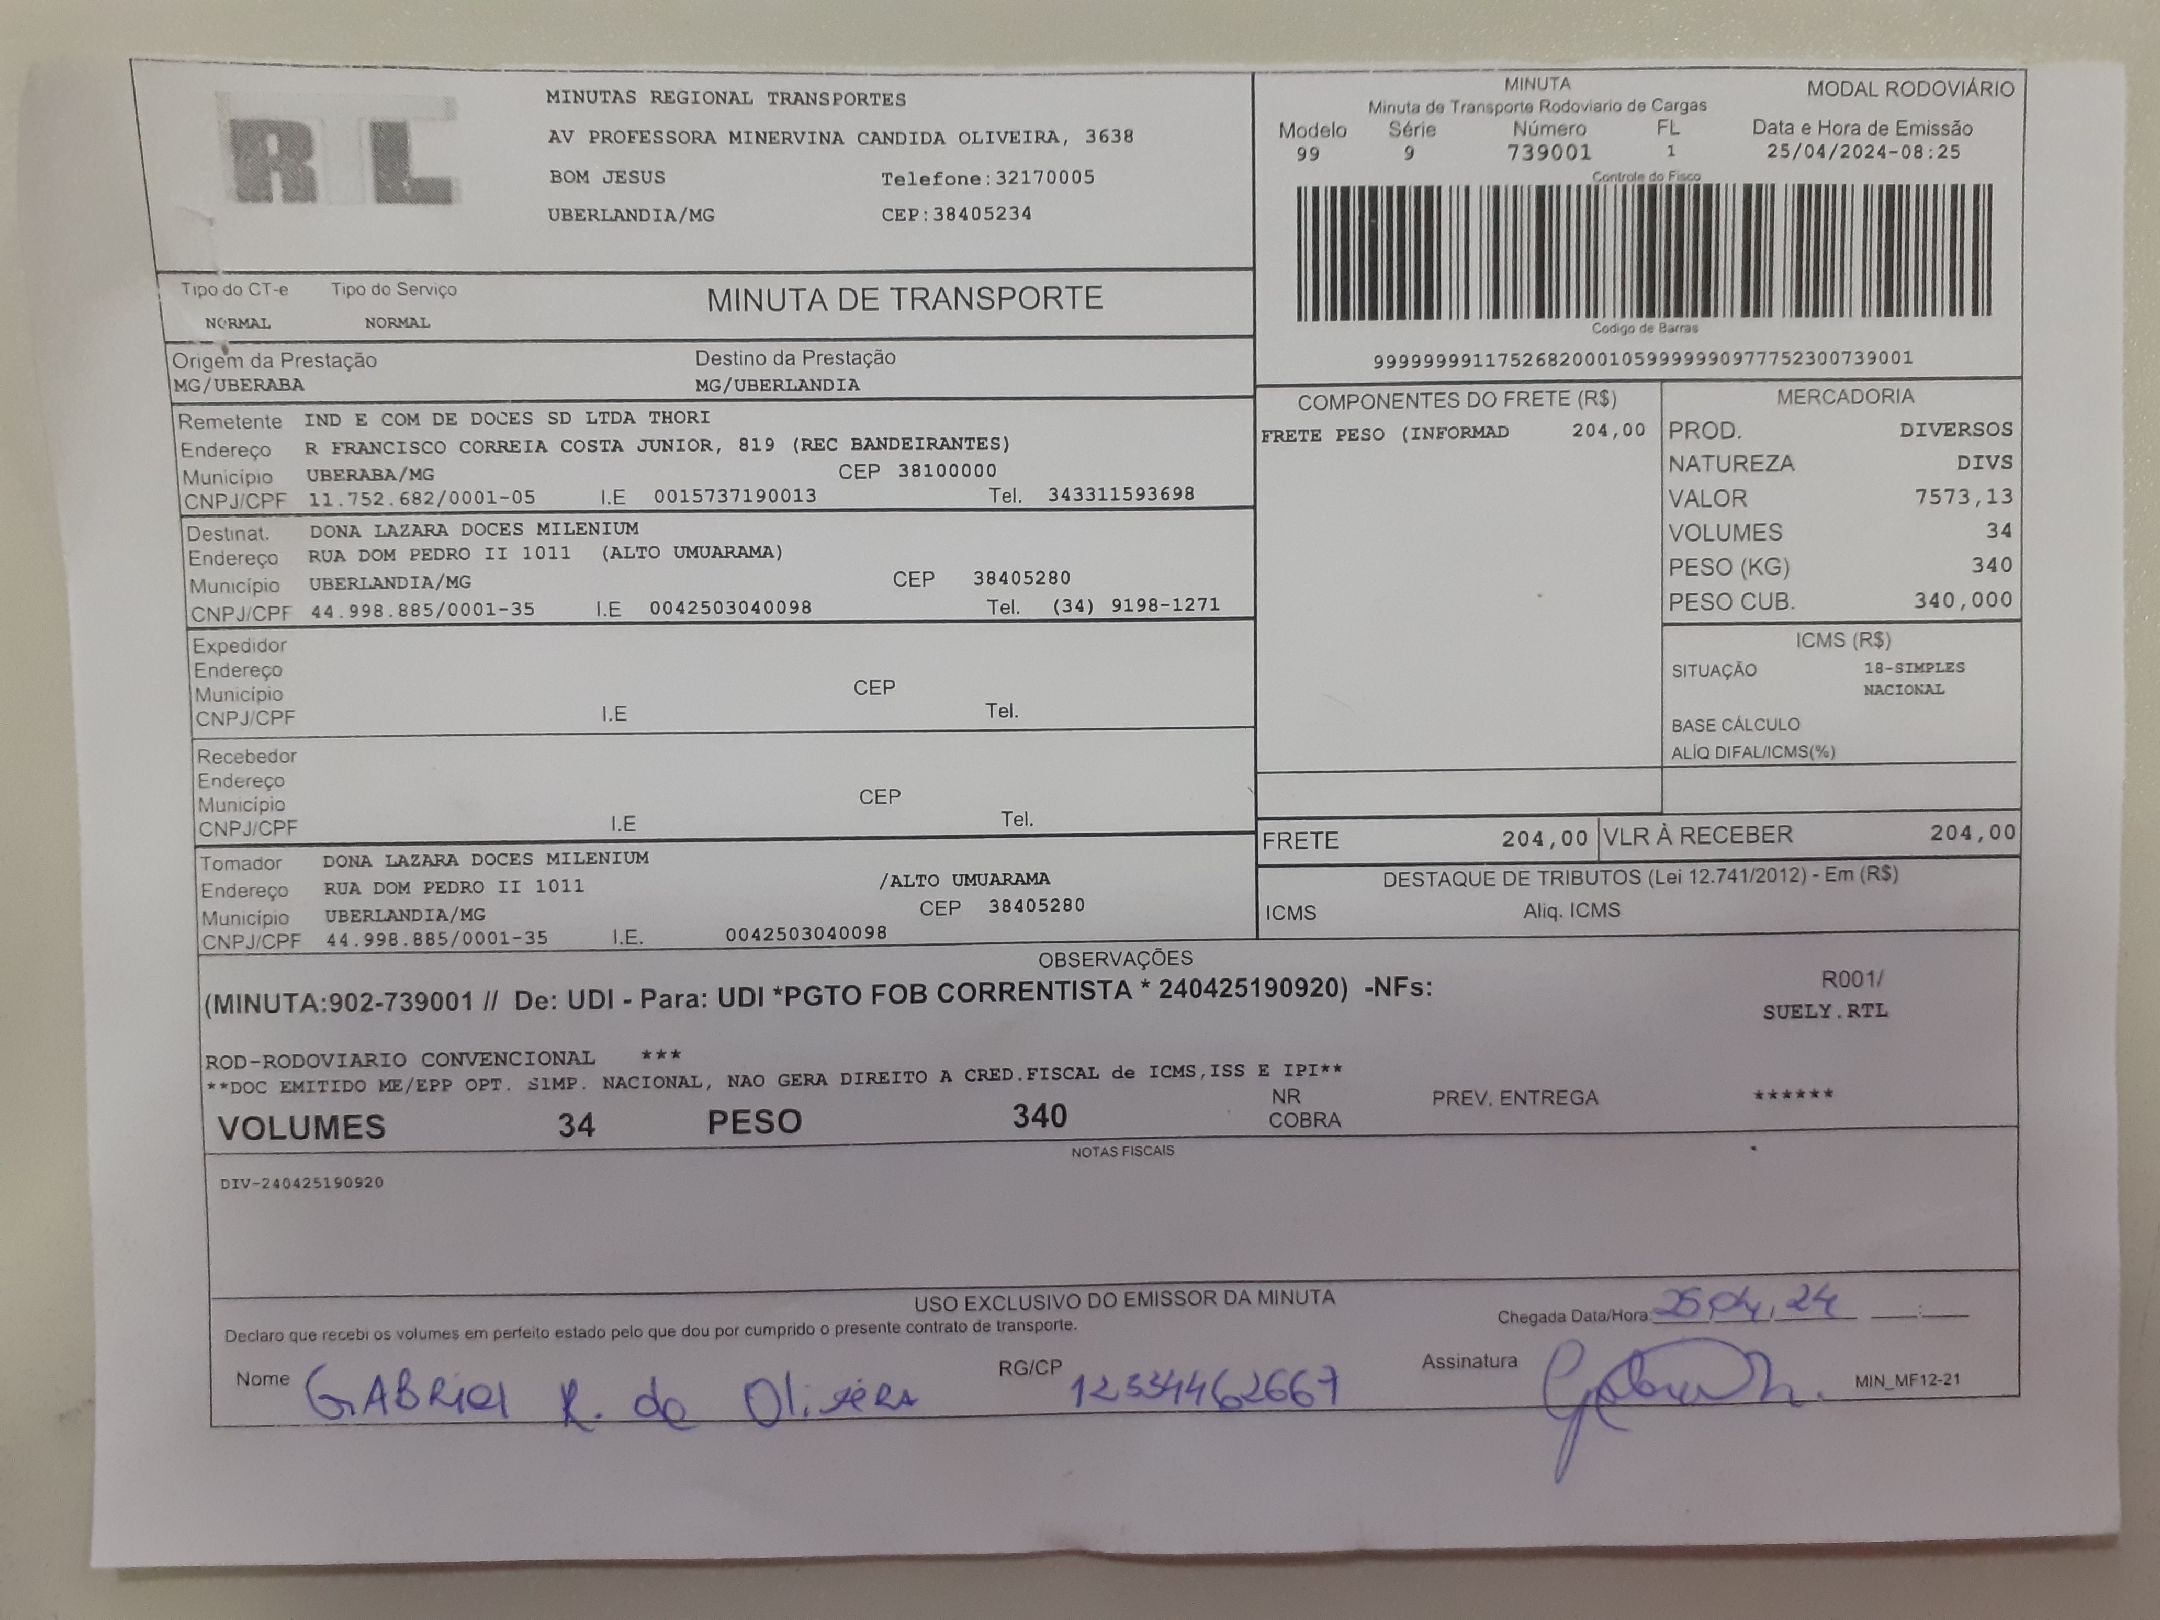 RTL
MINUTAS REGIONAL TRANSPORTES
AV PROFESSORA MINERVINA CANDIDA OLIVEIRA, 3638
BOM JESUS Telefone:32170005
UBERLANDIA/MG CEP:38405234
MINUTA MODAL RODOVIÁRIO
Minuta de Transporte Rodoviario de Cargas
Modelo Série Número FL Data e Hora de Emissão
99 9 739001 1 25/04/2024-08:25
Controle do Fisco
Codigo de Barras
999999991175268200010599999990977752300739001
Tipo do CT-e Tipo do Serviço MINUTA DE TRANSPORTE
NORMAL NORMAL
Origem da Prestação Destino da Prestação
MG/UBERABA MG/UBERLANDIA
Remetente IND E COM DE DOCES SD LTDA THORI
Endereço R FRANCISCO CORREIA COSTA JUNIOR, 819 (REC BANDEIRANTES)
Município UBERABA/MG CEP 38100000
CNPJ/CPF 11.752.682/0001-05 I.E 0015737190013 Tel. 343311593698
Destinat. DONA LAZARA DOCES MILENIUM
Endereço RUA DOM PEDRO II 1011 (ALTO UMUARAMA)
Município UBERLANDIA/MG CEP 38405280
CNPJ/CPF 44.998.885/0001-35 I.E 0042503040098 Tel. (34) 9198-1271
Expedidor
Endereço
Município CEP
CNPJ/CPF I.E Tel.
Recebedor
Endereço
Município CEP
CNPJ/CPF I.E Tel.
Tomador DONA LAZARA DOCES MILENIUM
Endereço RUA DOM PEDRO II 1011 /ALTO UMUARAMA
Município UBERLANDIA/MG CEP 38405280
CNPJ/CPF 44.998.885/0001-35 I.E. 0042503040098
COMPONENTES DO FRETE (R$)
FRETE PESO (INFORMAD 204,00
MERCADORIA
PROD. DIVERSOS
NATUREZA DIVS
VALOR 7573,13
VOLUMES 34
PESO (KG) 340
PESO CUB. 340,000
ICMS (R$)
SITUAÇÃO 18-SIMPLES
NACIONAL
BASE CÁLCULO
ALÍQ DIFAL/ICMS(%)
FRETE 204,00 VLR À RECEBER 204,00
DESTAQUE DE TRIBUTOS (Lei 12.741/2012) - Em (R$)
ICMS Aliq. ICMS
OBSERVAÇÕES
(MINUTA:902-739001 // De: UDI - Para: UDI *PGTO FOB CORRENTISTA * 240425190920) -NFs:
R001/
SUELY.RTL
ROD-RODOVIARIO CONVENCIONAL ***
**DOC EMITIDO ME/EPP OPT. S1MP. NACIONAL, NAO GERA DIREITO A CRED.FISCAL de ICMS,ISS E IPI**
VOLUMES 34 PESO 340 NR COBRA PREV. ENTREGA ******
NOTAS FISCAIS
DIV-240425190920
USO EXCLUSIVO DO EMISSOR DA MINUTA
Declaro que recebi os volumes em perfeito estado pelo que dou por cumprido o presente contrato de transporte.
Chegada Data/Hora: 25,04,24 __:__
Nome GABRIel R. de OliveiRA RG/CP 12334462667 Assinatura MIN_MF12-21